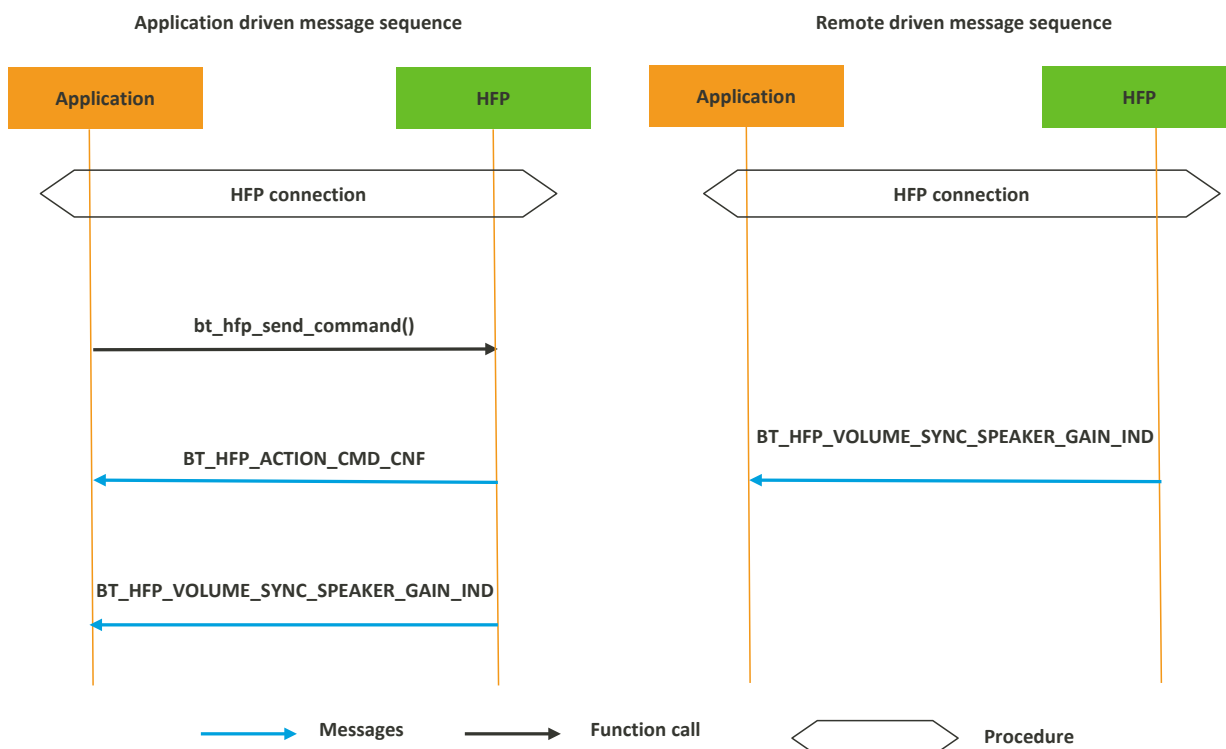 Application driven message sequence
Remote driven message sequence
Application
HFP
Application
HFP
HFP connection
HFP connection
bt_hfp_send_command()
BT_HFP_VOLUME_SYNC_SPEAKER_GAIN_IND
BT_HFP_ACTION_CMD_CNF
BT_HFP_VOLUME_SYNC_SPEAKER_GAIN_IND
Messages
Function call
Procedure